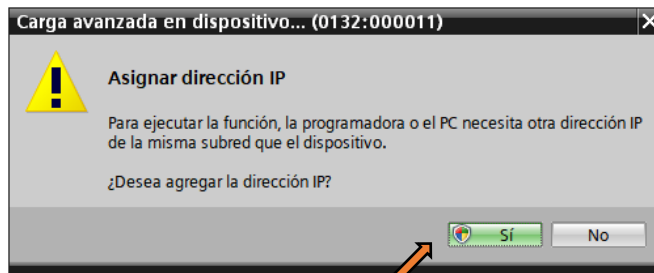 Carga avanzada en dispositivo... (0132:000011)
Asignar dirección IP
Para ejecutar la función, la programadora o el PC necesita otra dirección IP
de la misma subred que el dispositivo.
¿Desea agregar la dirección IP?
Sí No